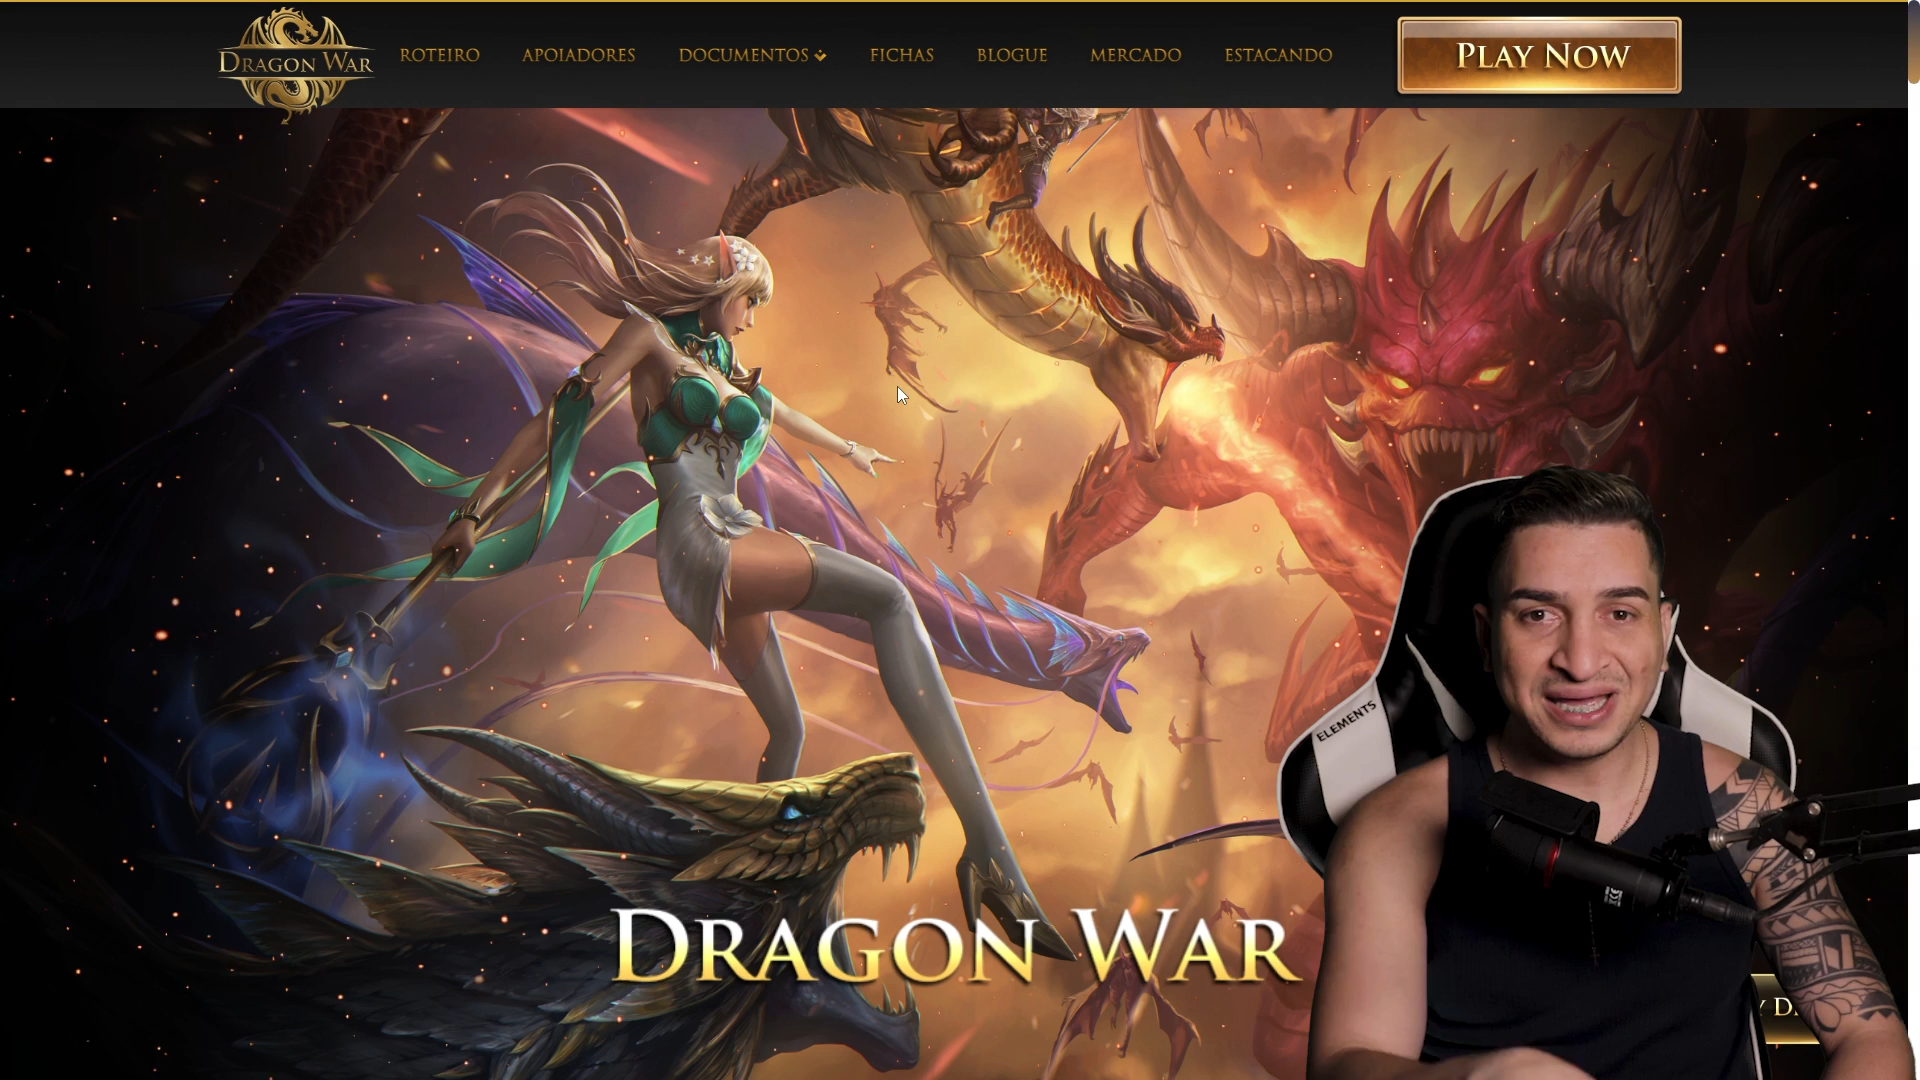 DRAGON WAR
ROTEIRO
APOIADORES
DOCUMENTOS
FICHAS
BLOGUE
MERCADO
ESTACANDO
PLAY NOW
ELEMENTS
DRAGON WAR